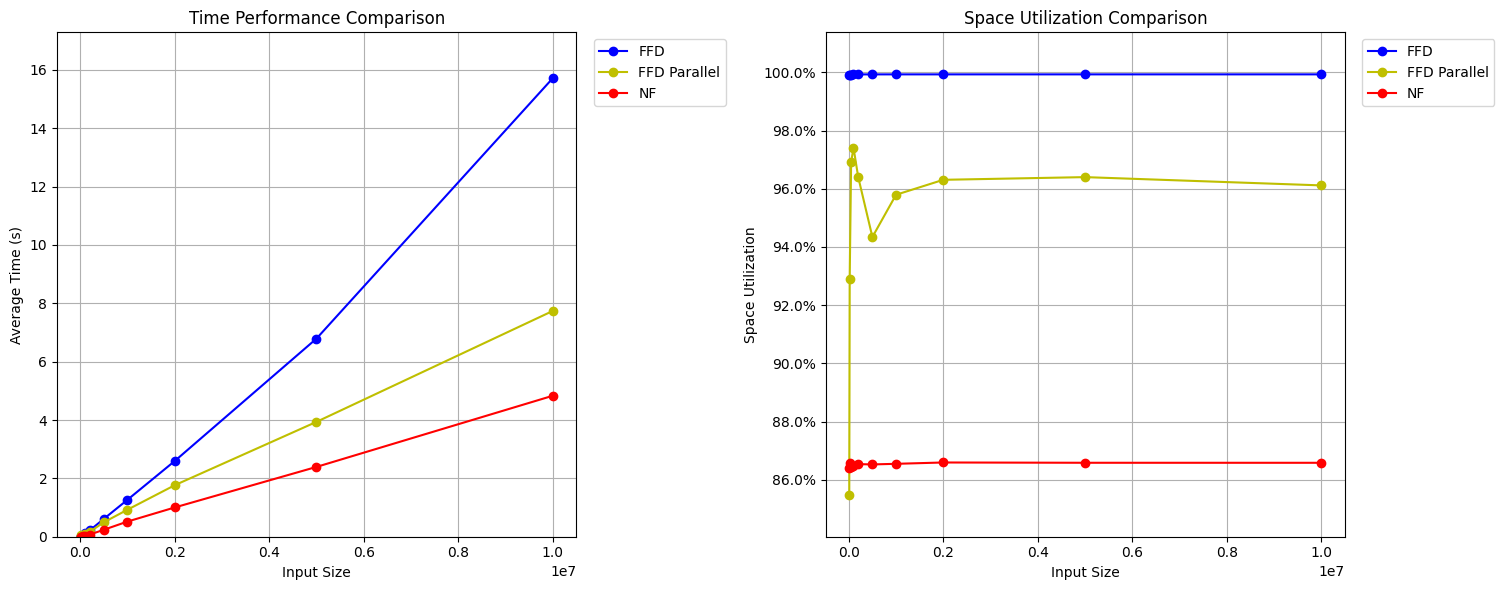 Time Performance Comparison
Average Time (s)
16
14
12
10
8
6
4
2
0
0.0
0.2
0.4
0.6
0.8
1.0
1e7
Input Size
FFD
FFD Parallel
NF
Space Utilization Comparison
Space Utilization
100.0%
98.0%
96.0%
94.0%
92.0%
90.0%
88.0%
86.0%
0.0
0.2
0.4
0.6
0.8
1.0
1e7
Input Size
FFD
FFD Parallel
NF